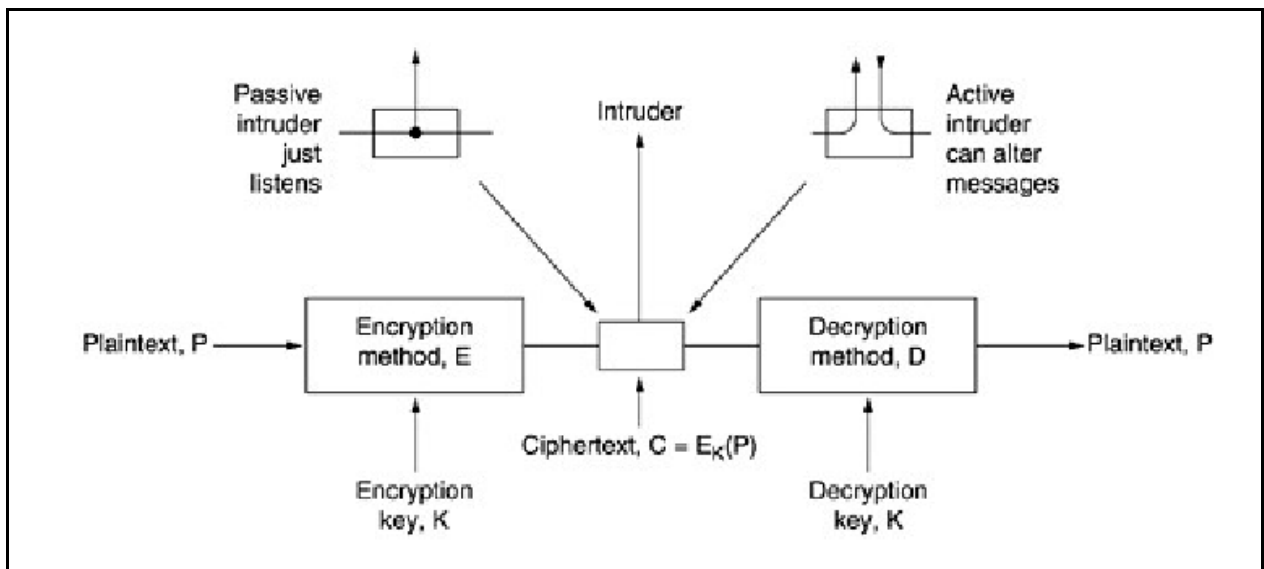 Passive
intruder
just
listens
Intruder
Active
intruder
can alter
messages
Plaintext, P
Encryption
method, E
Decryption
method, D
Plaintext, P
Ciphertext, C = E_K(P)
Encryption
key, K
Decryption
key, K